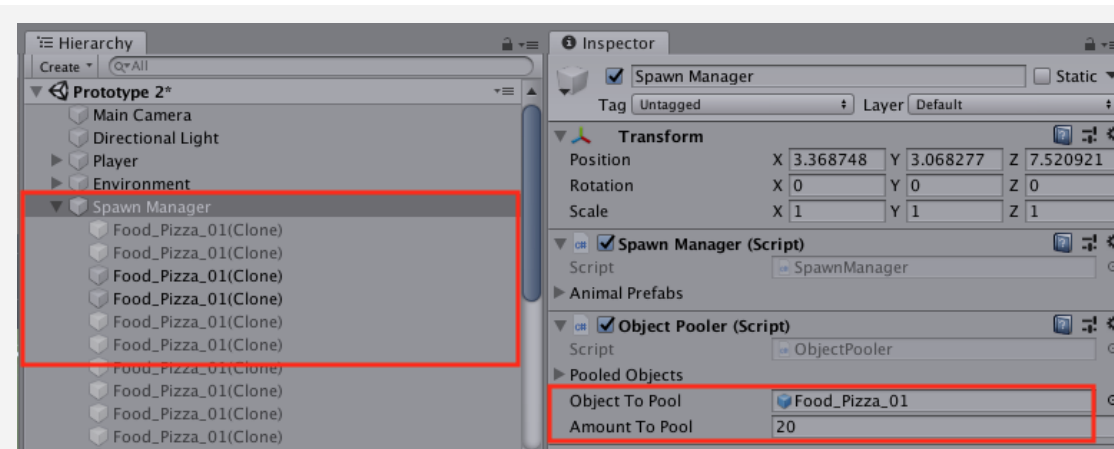 Hierarchy
Create
All
Prototype 2*
Main Camera
Directional Light
Player
Environment
Spawn Manager
Food_Pizza_01(Clone)
Food_Pizza_01(Clone)
Food_Pizza_01(Clone)
Food_Pizza_01(Clone)
Food_Pizza_01(Clone)
Food_Pizza_01(Clone)
Food_Pizza_01(Clone)
Food_Pizza_01(Clone)
Food_Pizza_01(Clone)
Food_Pizza_01(Clone)
Inspector
Spawn Manager Static
Tag Untagged Layer Default
Transform
Position X 3.368748 Y 3.068277 Z 7.520921
Rotation X 0 Y 0 Z 0
Scale X 1 Y 1 Z 1
c# Spawn Manager (Script)
Script SpawnManager
Animal Prefabs
c# Object Pooler (Script)
Script ObjectPooler
Pooled Objects
Object To Pool Food_Pizza_01
Amount To Pool 20